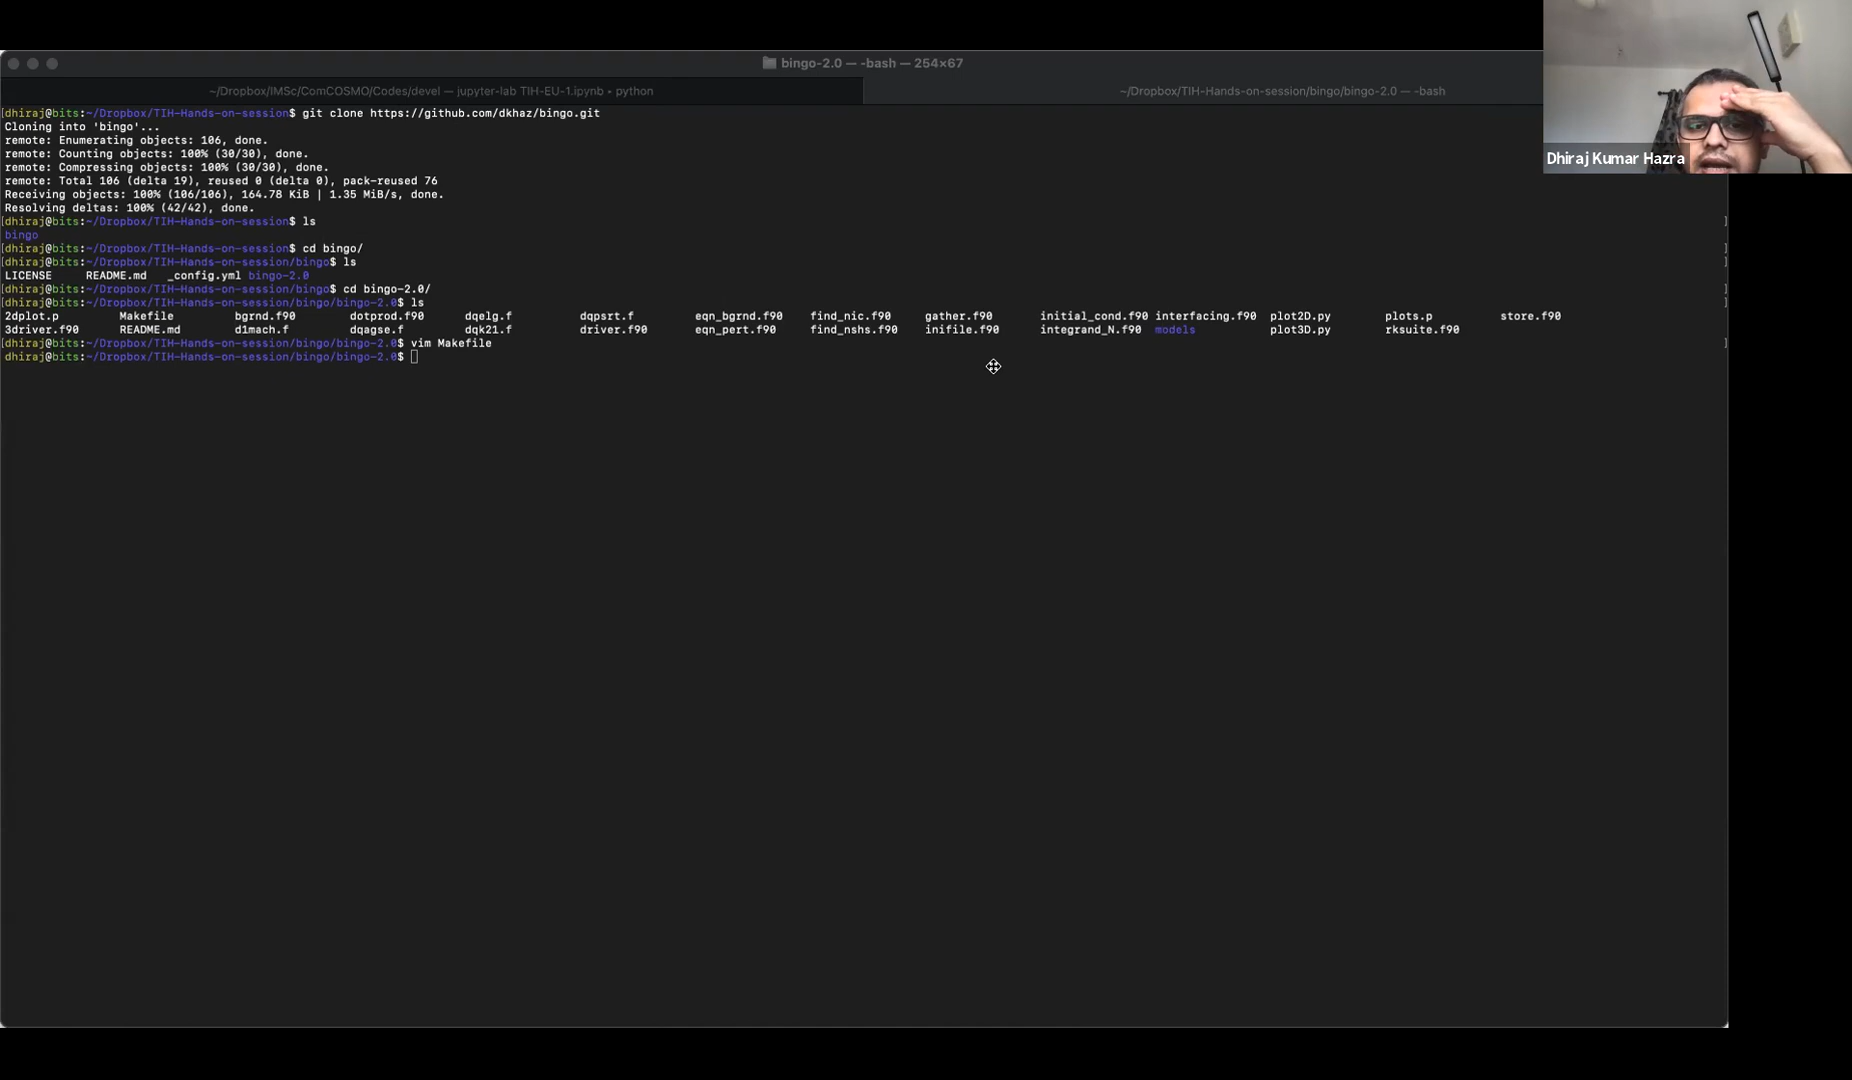 bingo-2.0 — -bash — 254×67
~/Dropbox/IMSc/ComCOSMO/Codes/devel — jupyter-lab TIH-EU-1.ipynb • python
~/Dropbox/TIH-Hands-on-session/bingo/bingo-2.0 — -bash
Dhiraj Kumar Hazra
[dhiraj@bits:~/Dropbox/TIH-Hands-on-session$ git clone https://github.com/dkhaz/bingo.git
Cloning into 'bingo'...
remote: Enumerating objects: 106, done.
remote: Counting objects: 100% (30/30), done.
remote: Compressing objects: 100% (30/30), done.
remote: Total 106 (delta 19), reused 0 (delta 0), pack-reused 76
Receiving objects: 100% (106/106), 164.78 KiB | 1.35 MiB/s, done.
Resolving deltas: 100% (42/42), done.
[dhiraj@bits:~/Dropbox/TIH-Hands-on-session$ ls ]
bingo
[dhiraj@bits:~/Dropbox/TIH-Hands-on-session$ cd bingo/ ]
[dhiraj@bits:~/Dropbox/TIH-Hands-on-session/bingo$ ls ]
LICENSE README.md _config.yml bingo-2.0
[dhiraj@bits:~/Dropbox/TIH-Hands-on-session/bingo$ cd bingo-2.0/ ]
[dhiraj@bits:~/Dropbox/TIH-Hands-on-session/bingo/bingo-2.0$ ls ]
2dplot.p Makefile bgrnd.f90 dotprod.f90 dqelg.f dqpsrt.f eqn_bgrnd.f90 find_nic.f90 gather.f90 initial_cond.f90 interfacing.f90 plot2D.py plots.p store.f90
3driver.f90 README.md d1mach.f dqagse.f dqk21.f driver.f90 eqn_pert.f90 find_nshs.f90 inifile.f90 integrand_N.f90 models plot3D.py rksuite.f90
[dhiraj@bits:~/Dropbox/TIH-Hands-on-session/bingo/bingo-2.0$ vim Makefile ]
dhiraj@bits:~/Dropbox/TIH-Hands-on-session/bingo/bingo-2.0$